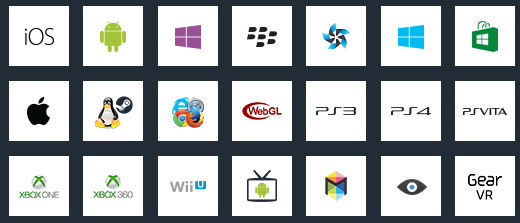 iOS
WebGL
PS3
PS4
PSVITA
XBOX ONE
XBOX 360
Wii U
Gear
VR